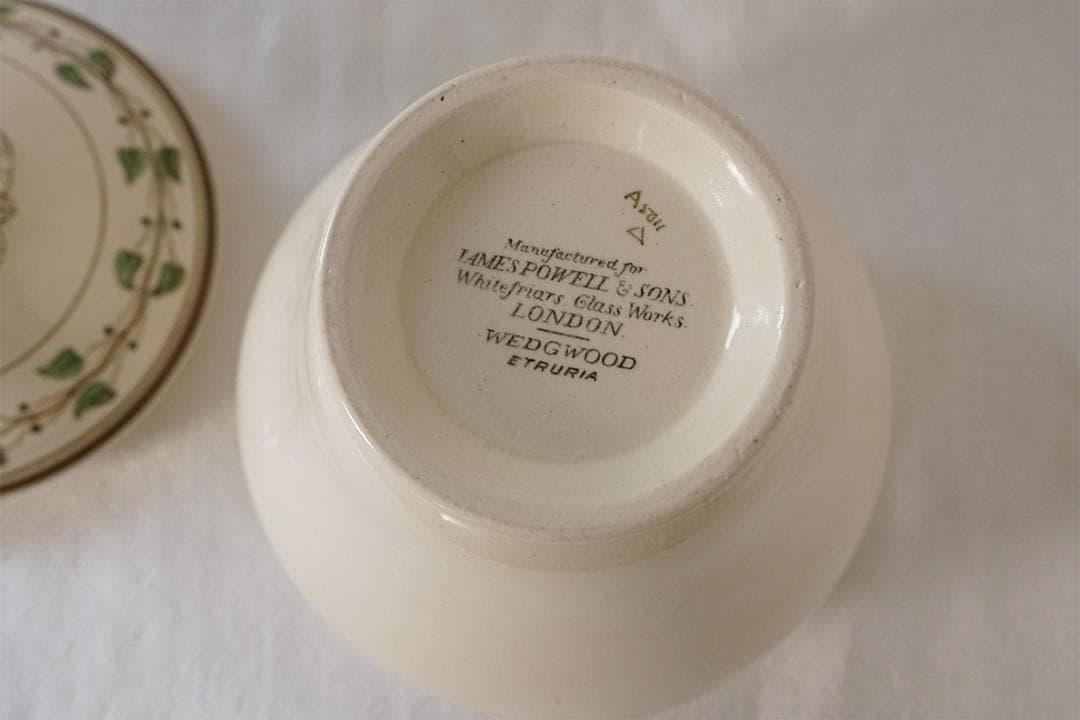 Manufactured for
JAMES POWELL & SONS.
Whitefriars, Glass Works.
LONDON.
WEDGWOOD
ETRURIA